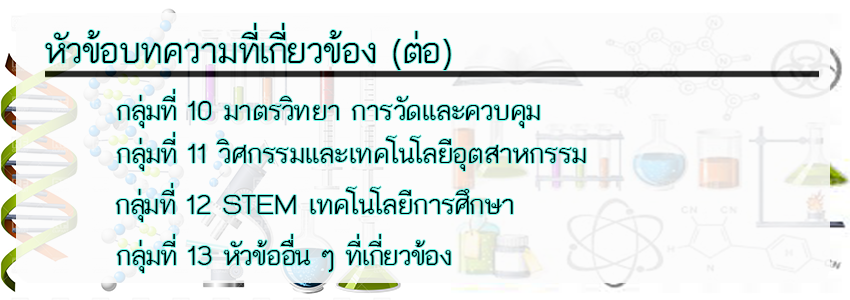 หัวข้อบทความที่เกี่ยวข้อง (ต่อ)
กลุ่มที่ 10 มาตรวิทยา การวัดและควบคุม
กลุ่มที่ 11 วิศกรรมและเทคโนโลยีอุตสาหกรรม
กลุ่มที่ 12 STEM เทคโนโลยีการศึกษา
กลุ่มที่ 13 หัวข้ออื่น ๆ ที่เกี่ยวข้อง
CN CN